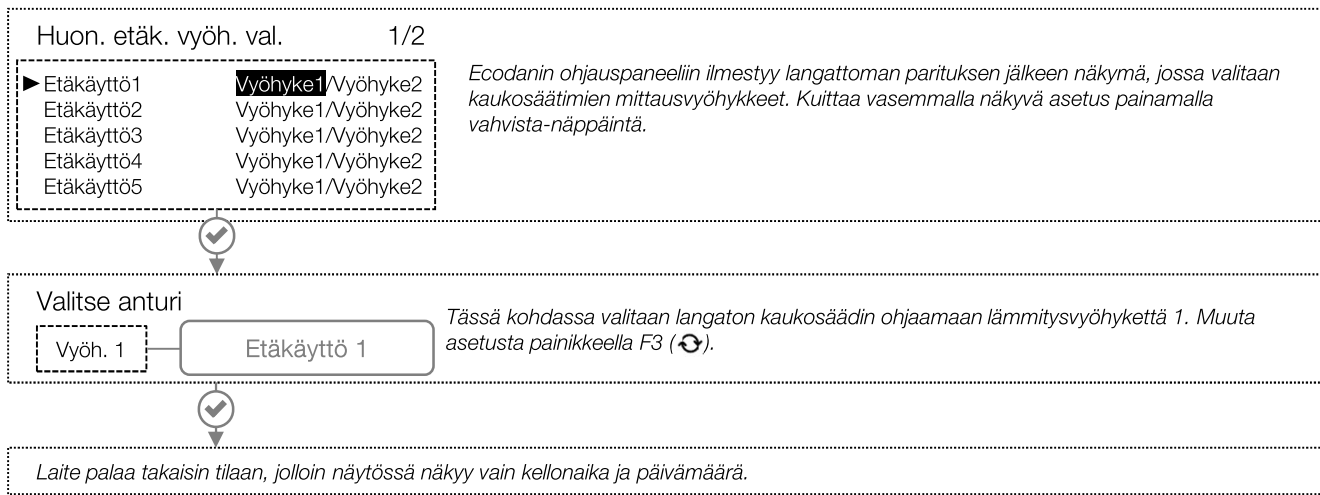 Huon. etäk. vyöh. val. 1/2
Etäkäyttö1 Vyöhyke1/Vyöhyke2
Etäkäyttö2 Vyöhyke1/Vyöhyke2
Etäkäyttö3 Vyöhyke1/Vyöhyke2
Etäkäyttö4 Vyöhyke1/Vyöhyke2
Etäkäyttö5 Vyöhyke1/Vyöhyke2
Ecodanin ohjauspaneeliin ilmestyy langattoman parituksen jälkeen näkymä, jossa valitaan
kaukosäätimien mittausvyöhykkeet. Kuittaa vasemmalla näkyvä asetus painamalla
vahvista-näppäintä.
Valitse anturi
Vyöh. 1 Etäkäyttö 1
Tässä kohdassa valitaan langaton kaukosäädin ohjaamaan lämmitysvyöhykettä 1. Muuta
asetusta painikkeella F3 ( ).
Laite palaa takaisin tilaan, jolloin näytössä näkyy vain kellonaika ja päivämäärä.